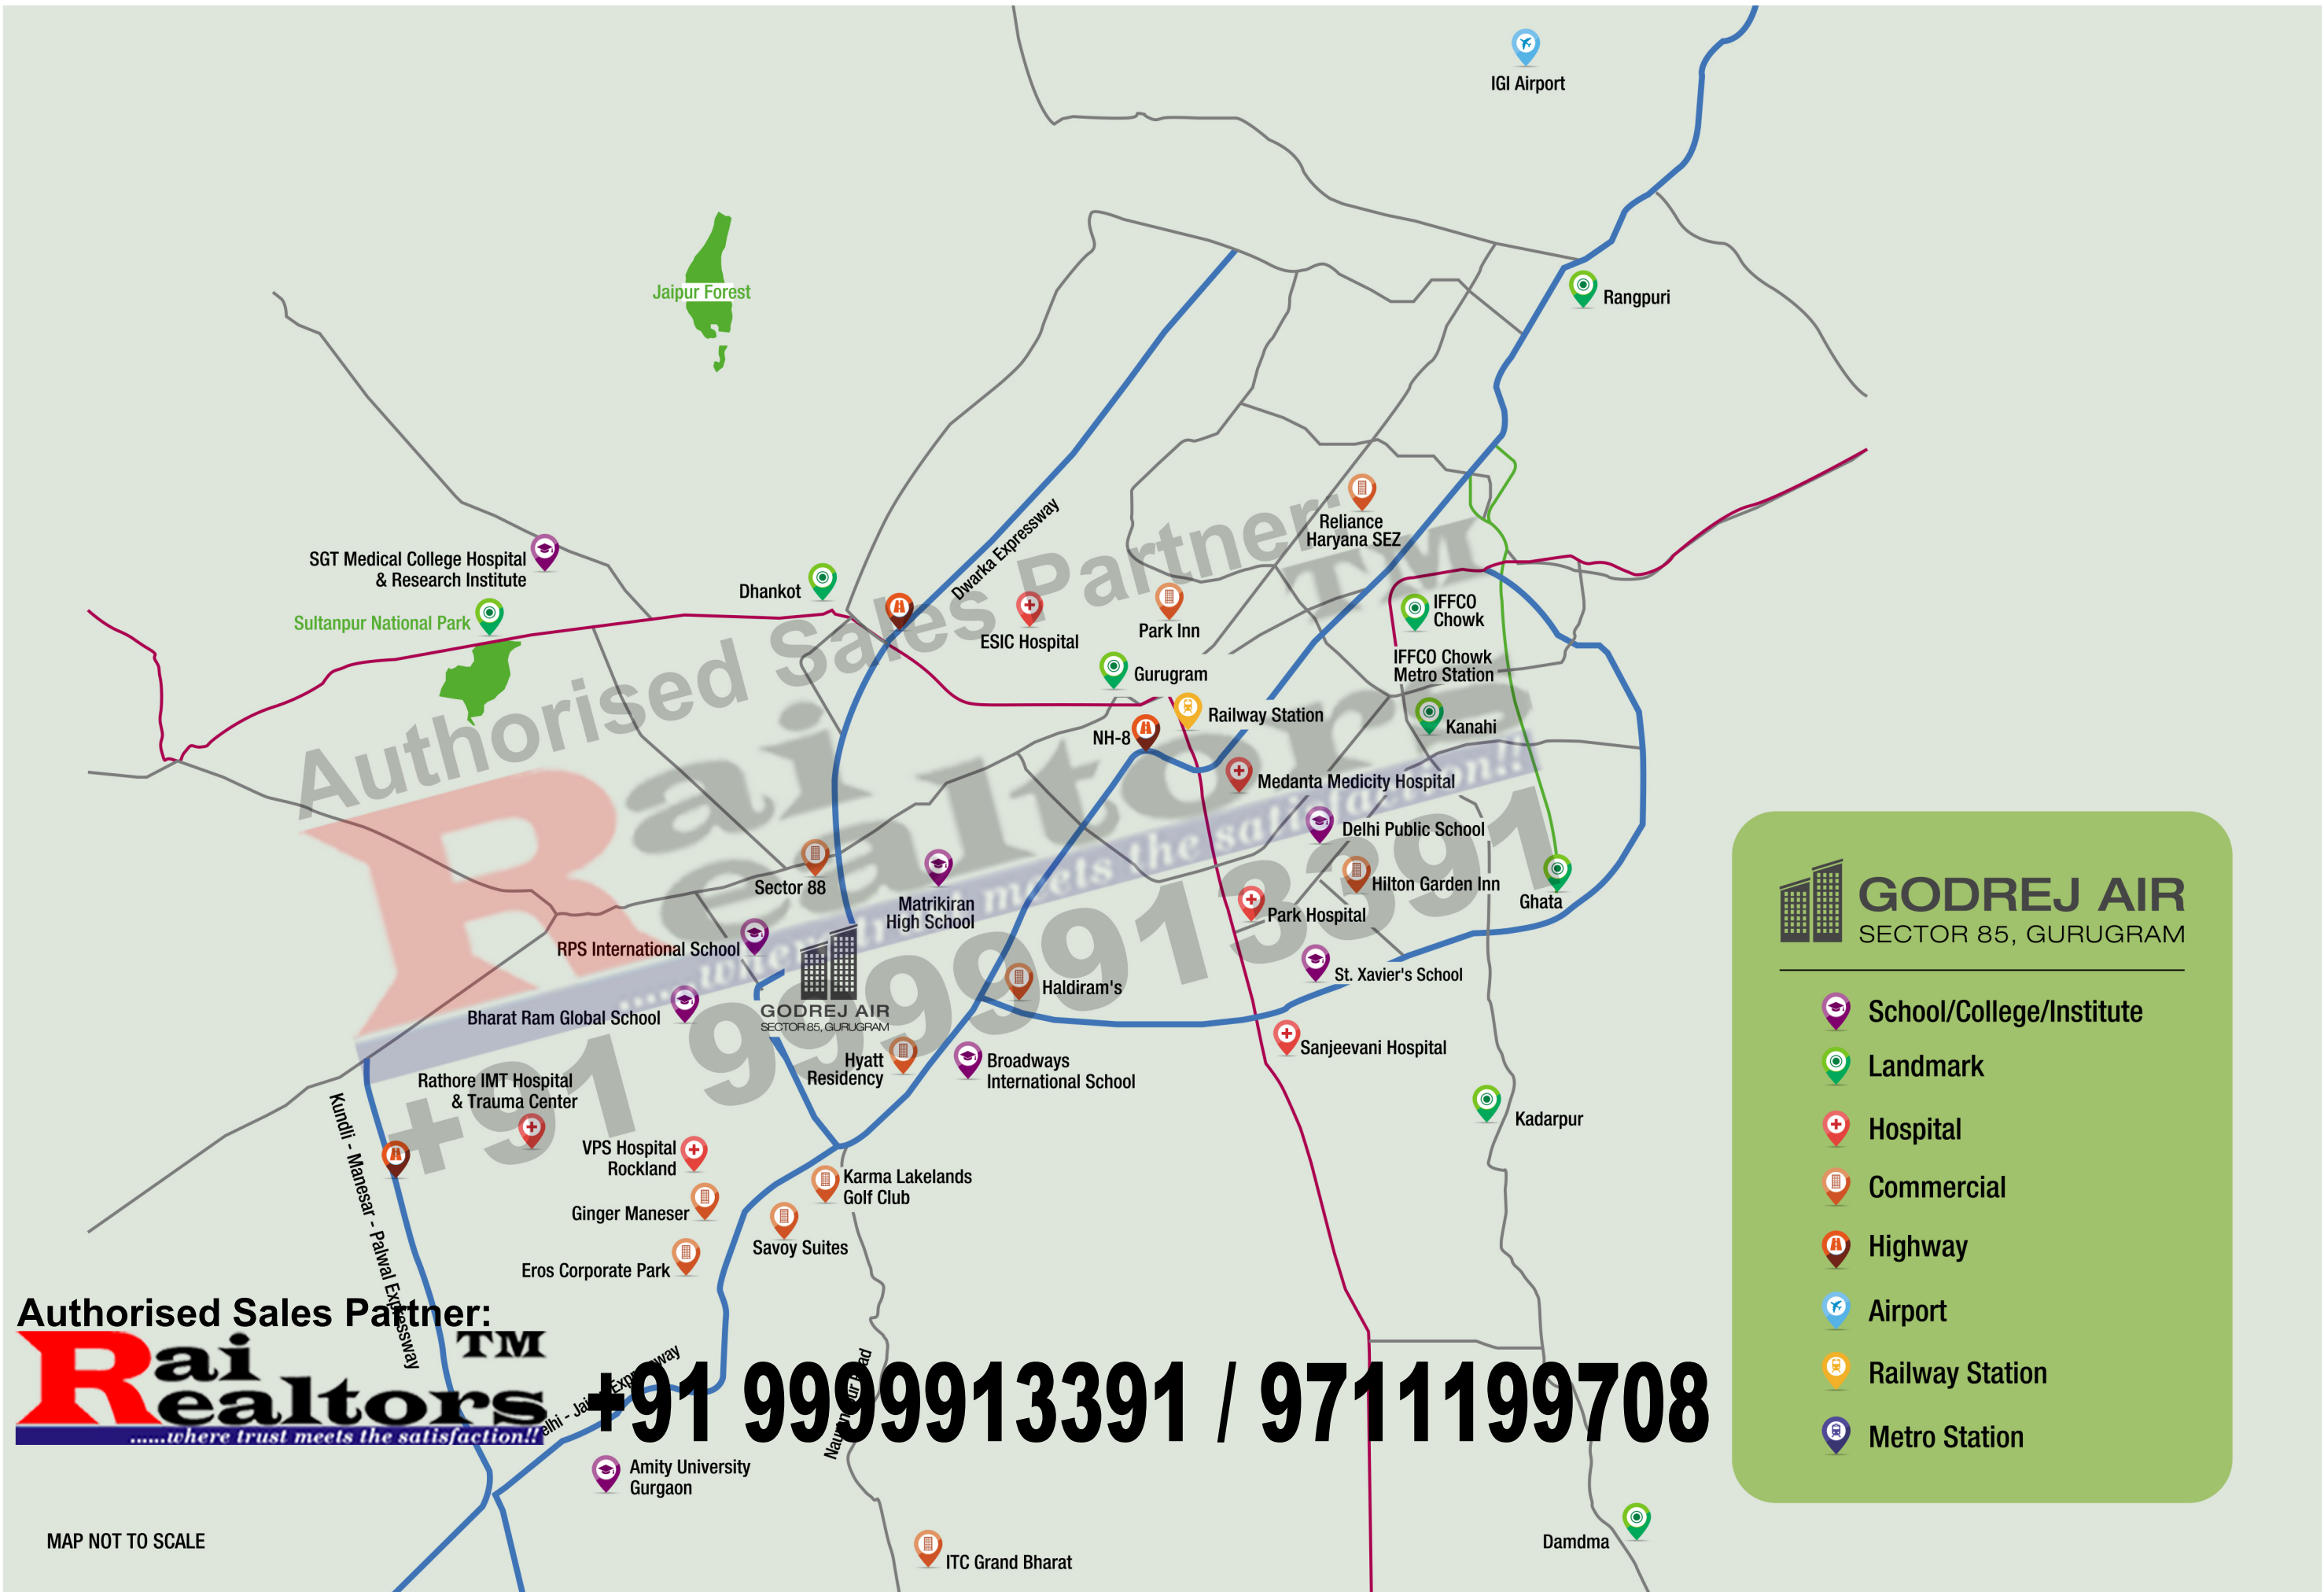 IGI Airport
Rangpuri
Jaipur Forest
Reliance
Haryana SEZ
Dwarka Expressway
SGT Medical College Hospital
& Research Institute
Dhankot
Sultanpur National Park
ESIC Hospital
Park Inn
IFFCO
Chowk
IFFCO Chowk
Metro Station
Gurugram
Railway Station
NH-8
Kanahi
Medanta Medicity Hospital
Delhi Public School
Sector 88
Matrikiran
High School
Hilton Garden Inn
Park Hospital
Ghata
RPS International School
St. Xavier's School
Haldiram's
Bharat Ram Global School
GODREJ AIR
SECTOR 85, GURUGRAM
Sanjeevani Hospital
Hyatt
Residency
Broadways
International School
Rathore IMT Hospital
& Trauma Center
Kadarpur
VPS Hospital
Rockland
Karma Lakelands
Golf Club
Ginger Maneser
Savoy Suites
Eros Corporate Park
Kundli - Manesar - Palwal Expressway
Amity University
Gurgaon
ITC Grand Bharat
Damdma
MAP NOT TO SCALE
Authorised Sales Partner:
Rai
Realtors TM
......where trust meets the satisfaction!!
+91 9999913391
Authorised Sales Partner:
Rai
Realtors TM
......where trust meets the satisfaction!!
+91 9999913391 / 9711199708
GODREJ AIR
SECTOR 85, GURUGRAM
School/College/Institute
Landmark
Hospital
Commercial
Highway
Airport
Railway Station
Metro Station